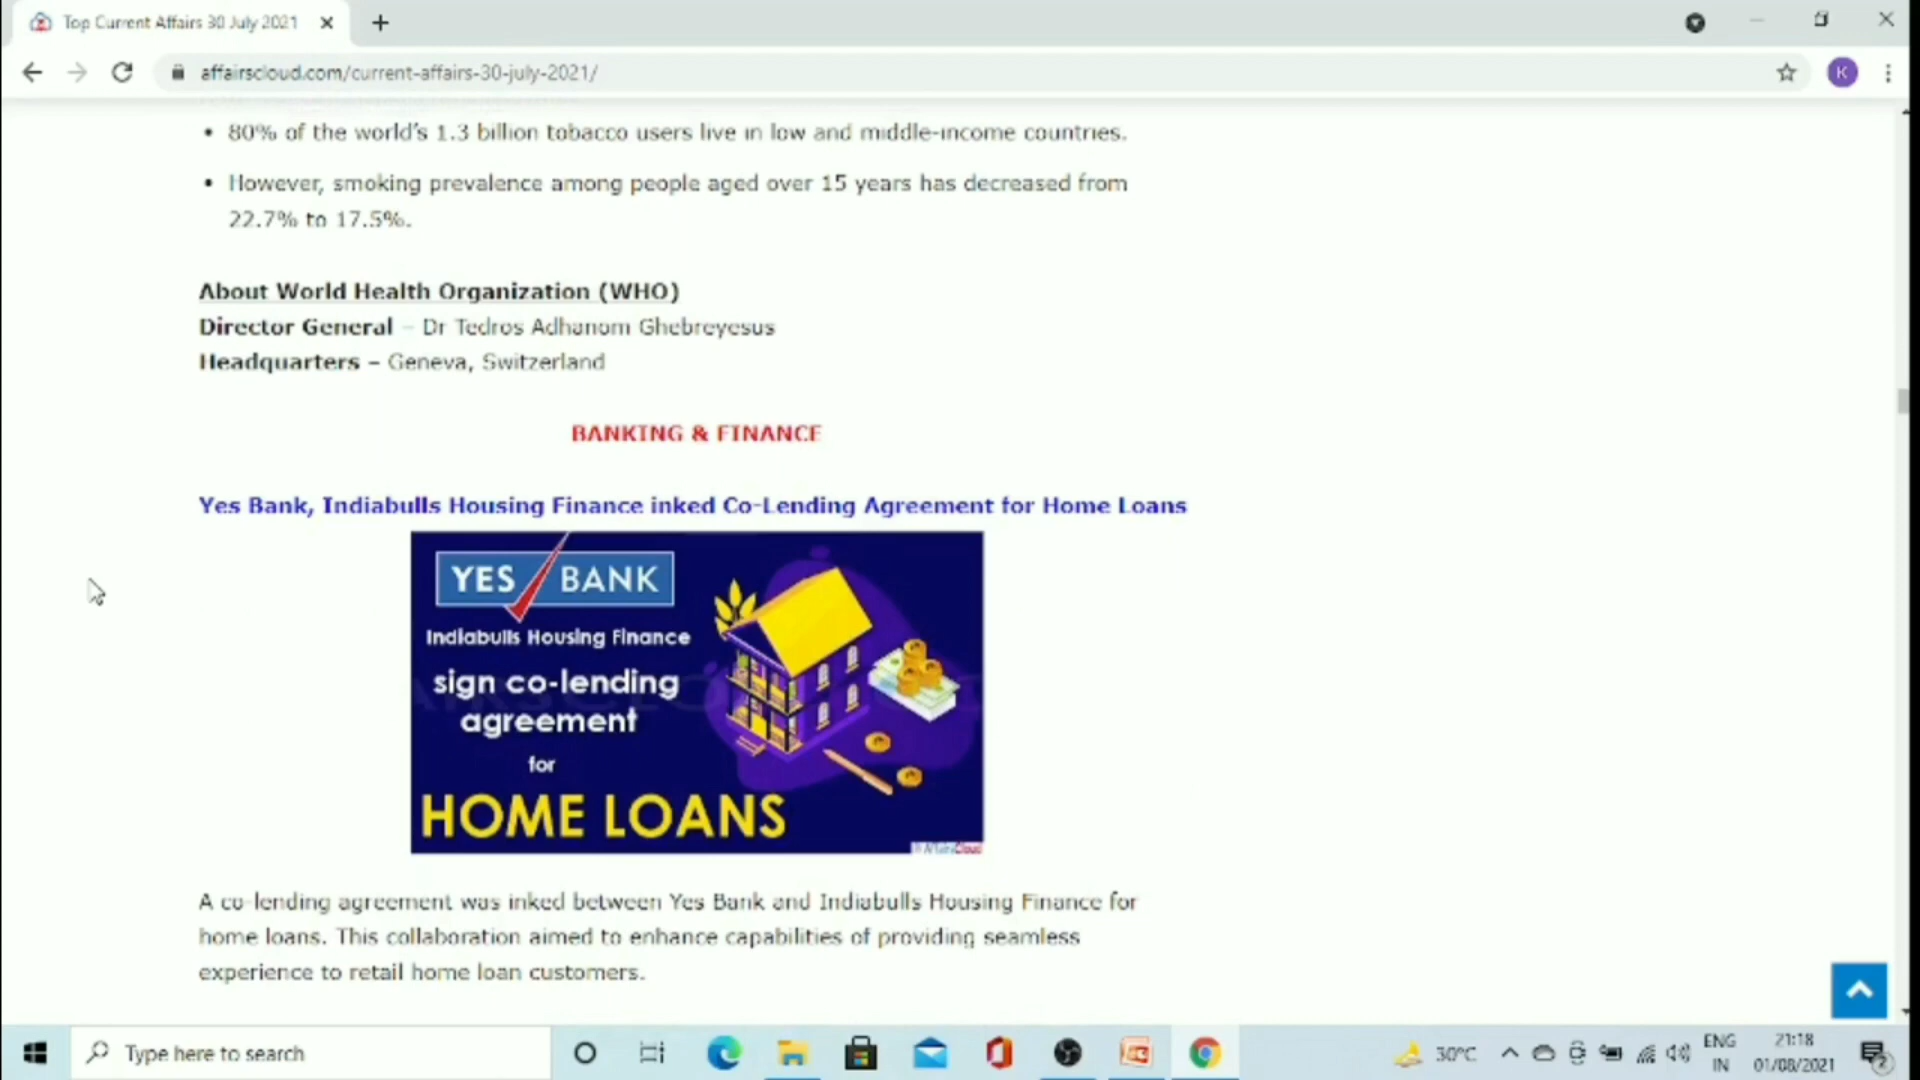 Top Current Affairs 30 July 2021
affairscloud.com/current-affairs-30-july-2021/
K
• 80% of the world's 1.3 billion tobacco users live in low and middle-income countries.
• However, smoking prevalence among people aged over 15 years has decreased from
22.7% to 17.5%.
About World Health Organization (WHO)
Director General – Dr Tedros Adhanom Ghebreyesus
Headquarters – Geneva, Switzerland
BANKING & FINANCE
Yes Bank, Indiabulls Housing Finance inked Co-Lending Agreement for Home Loans
YES BANK
Indiabulls Housing Finance
sign co-lending
agreement
for
HOME LOANS
AffairsCloud
A co-lending agreement was inked between Yes Bank and Indiabulls Housing Finance for
home loans. This collaboration aimed to enhance capabilities of providing seamless
experience to retail home loan customers.
Type here to search
30°C
ENG
IN
21:18
01/08/2021
2